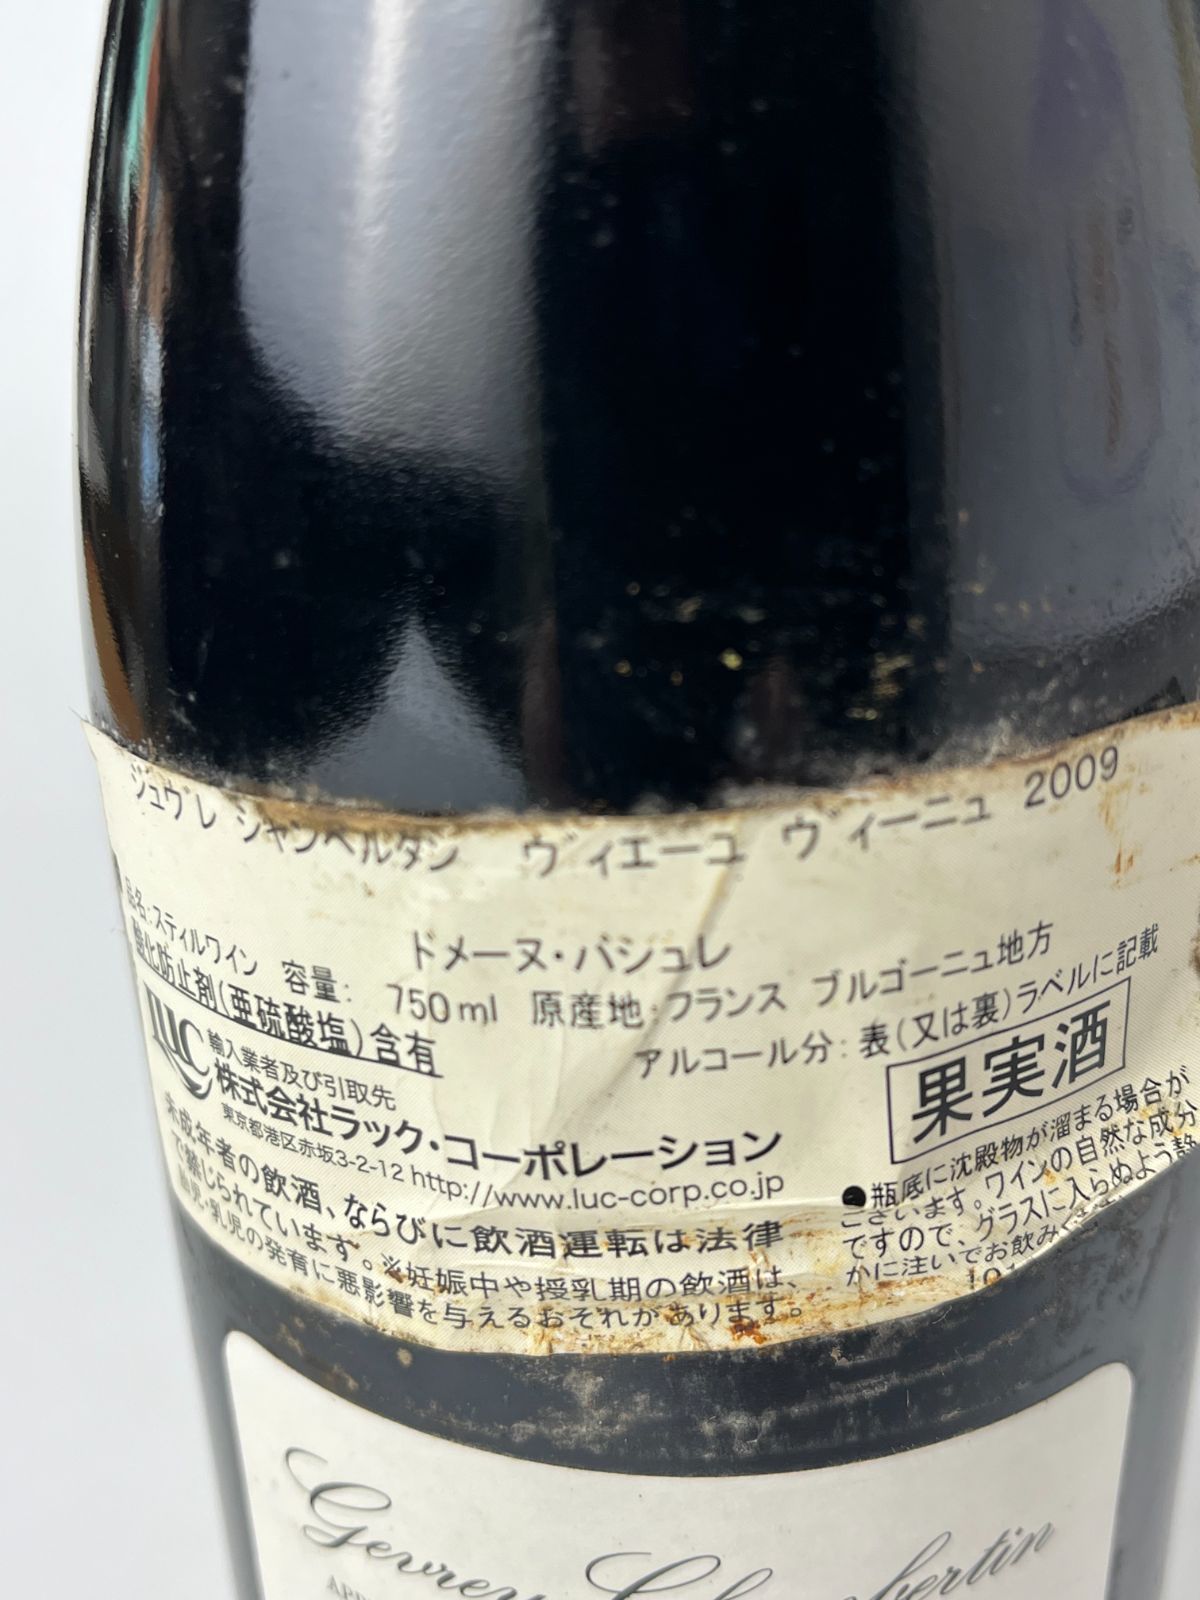 ジュヴレ シャンベルタン ヴィエーユ ヴィーニュ 2009
ドメーヌ・バシュレ
品名:スティルワイン 容量: 750ml 原産地:フランス ブルゴーニュ地方
酸化防止剤(亜硫酸塩)含有 アルコール分:表(又は裏)ラベルに記載
LUC 輸入業者及び引取先
株式会社ラック・コーポレーション
果実酒
東京都港区赤坂3-2-12 http://www.luc-corp.co.jp
未成年者の飲酒、ならびに飲酒運転は法律
で禁じられています。※妊娠中や授乳期の飲酒は、
胎児・乳児の発育に悪影響を与えるおそれがあります。
●瓶底に沈殿物が溜まる場合が
ございます。ワインの自然な成分
ですので、グラスに入らぬよう静
かに注いでお飲み
Gevrey Chambertin